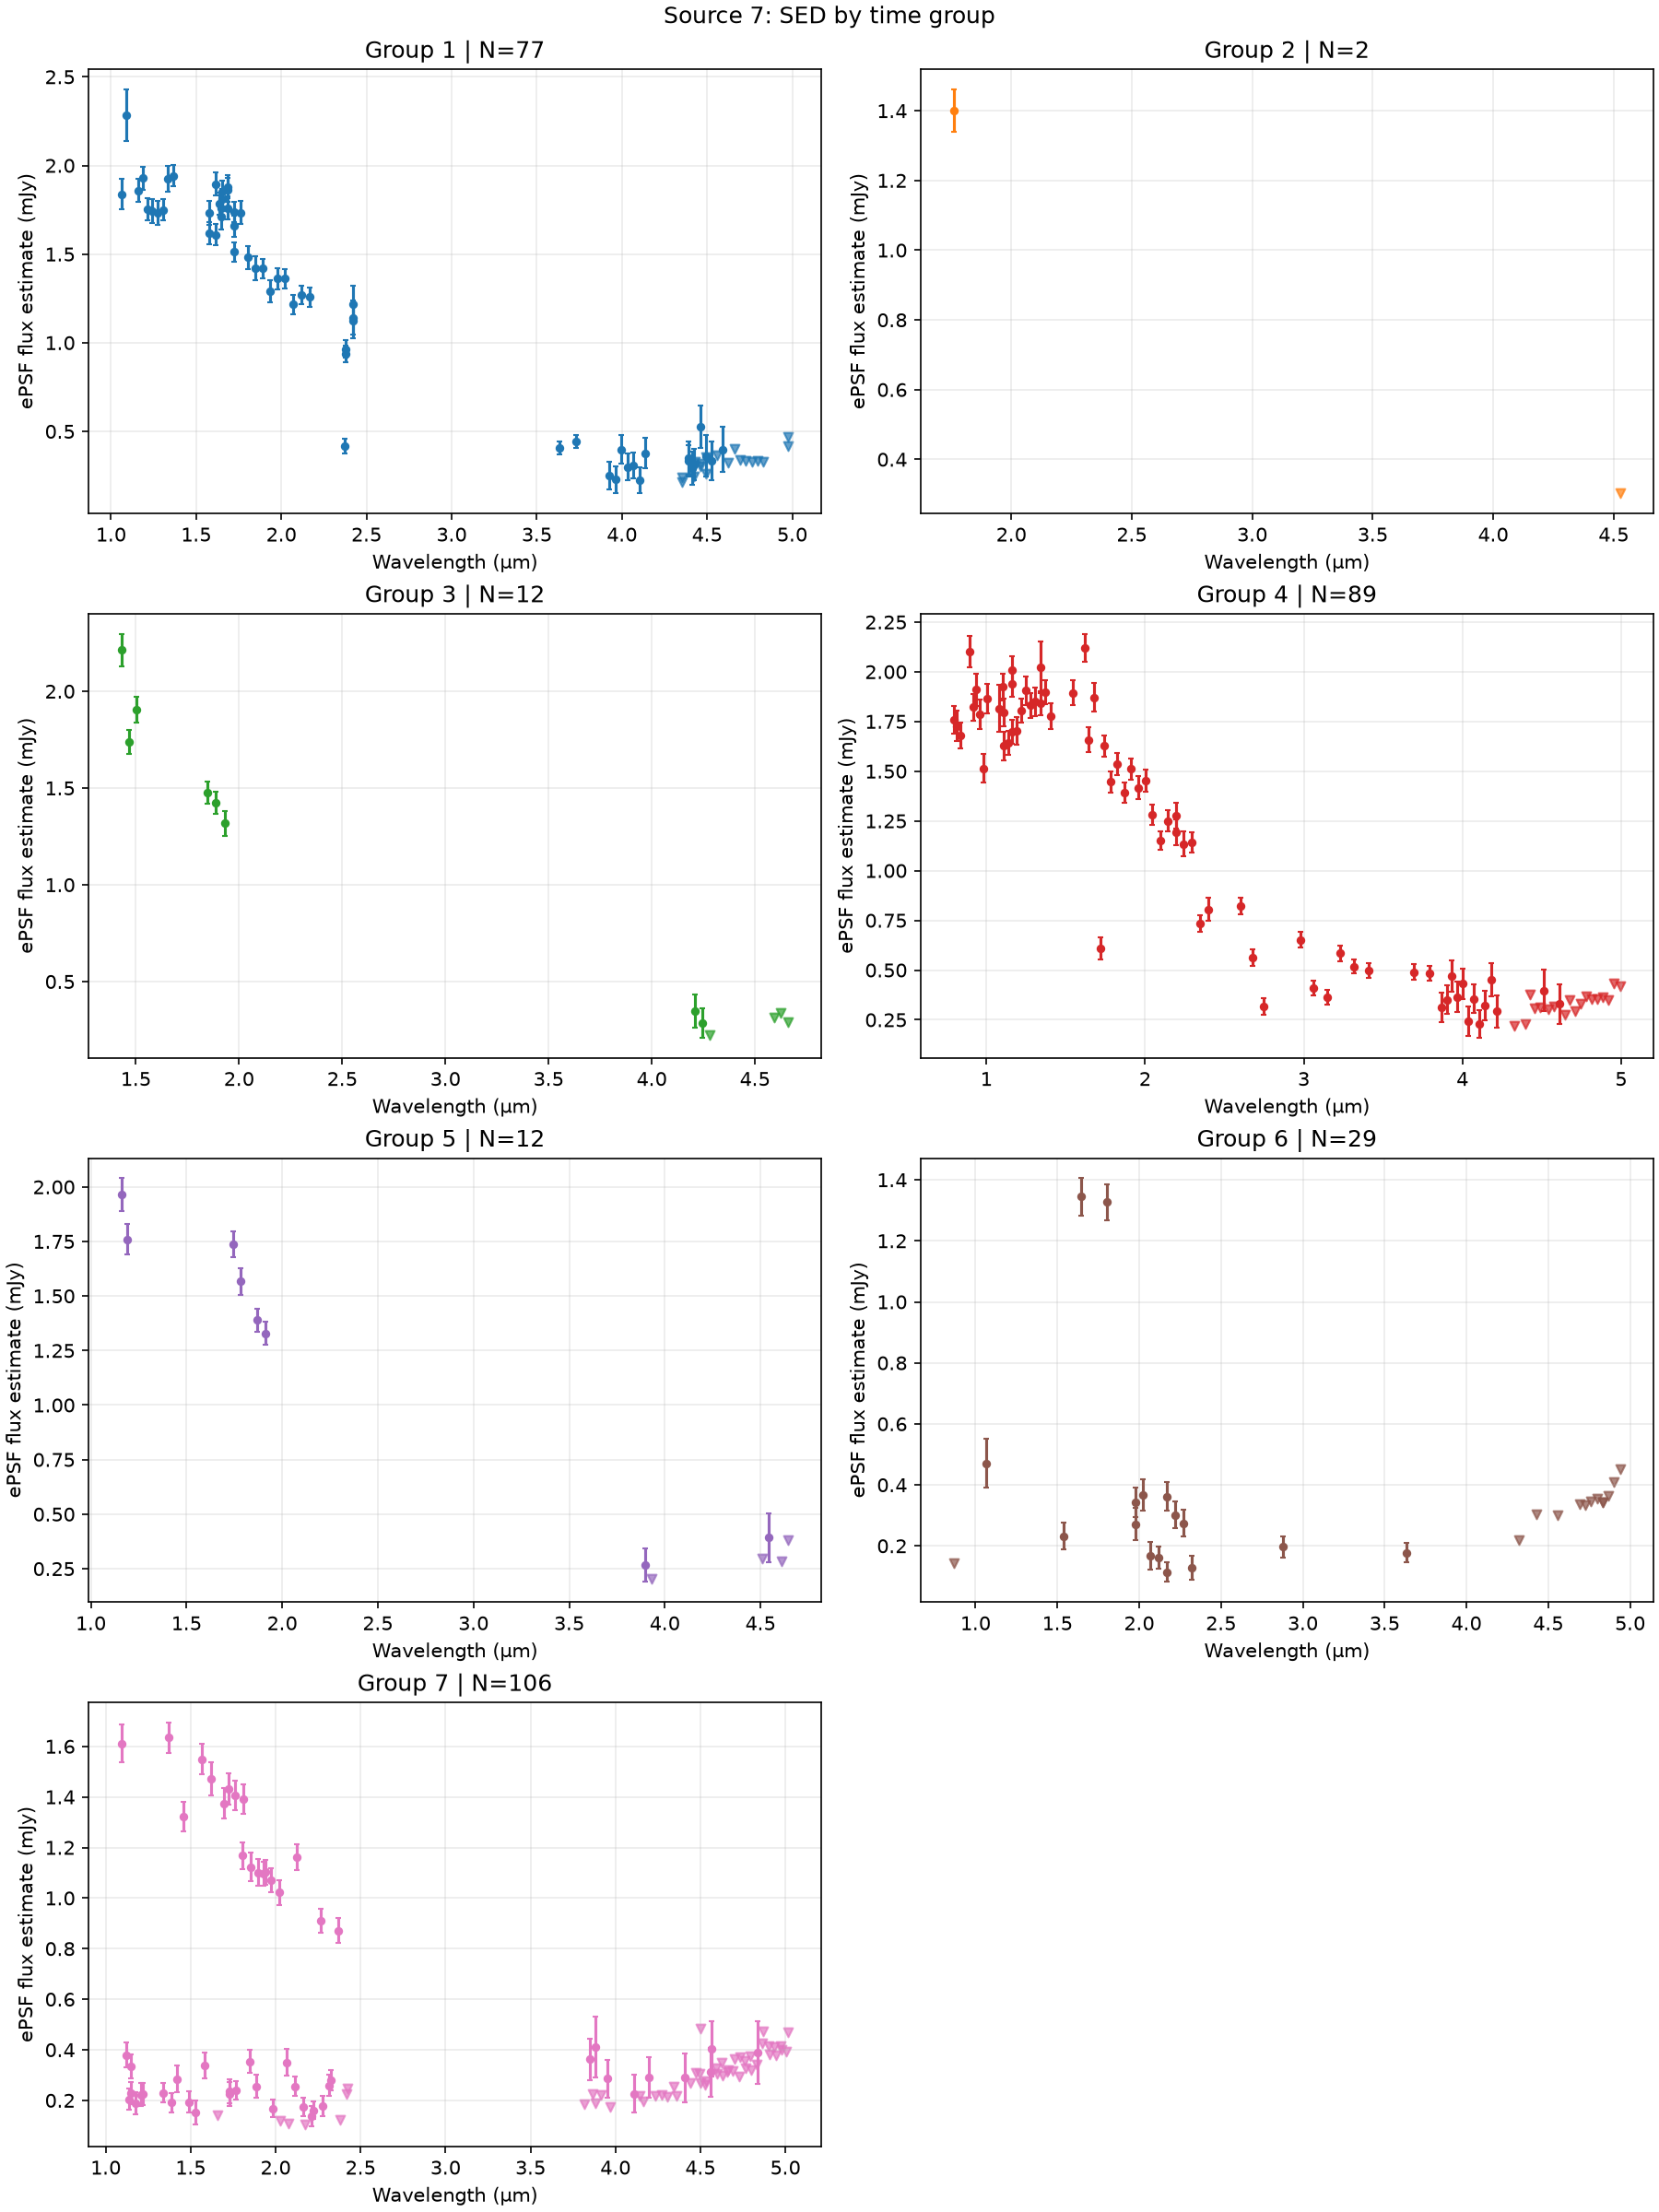 Source 7: SED by time group
Group 1 | N=77
2.5
2.0
1.5
1.0
0.5
ePSF flux estimate (mJy)
1.0 1.5 2.0 2.5 3.0 3.5 4.0 4.5 5.0
Wavelength (µm)
Group 2 | N=2
1.4
1.2
1.0
0.8
0.6
0.4
ePSF flux estimate (mJy)
2.0 2.5 3.0 3.5 4.0 4.5
Wavelength (µm)
Group 3 | N=12
2.0
1.5
1.0
0.5
ePSF flux estimate (mJy)
1.5 2.0 2.5 3.0 3.5 4.0 4.5
Wavelength (µm)
Group 4 | N=89
2.25
2.00
1.75
1.50
1.25
1.00
0.75
0.50
0.25
ePSF flux estimate (mJy)
1 2 3 4 5
Wavelength (µm)
Group 5 | N=12
2.00
1.75
1.50
1.25
1.00
0.75
0.50
0.25
ePSF flux estimate (mJy)
1.0 1.5 2.0 2.5 3.0 3.5 4.0 4.5
Wavelength (µm)
Group 6 | N=29
1.4
1.2
1.0
0.8
0.6
0.4
0.2
ePSF flux estimate (mJy)
1.0 1.5 2.0 2.5 3.0 3.5 4.0 4.5 5.0
Wavelength (µm)
Group 7 | N=106
1.6
1.4
1.2
1.0
0.8
0.6
0.4
0.2
ePSF flux estimate (mJy)
1.0 1.5 2.0 2.5 3.0 3.5 4.0 4.5 5.0
Wavelength (µm)